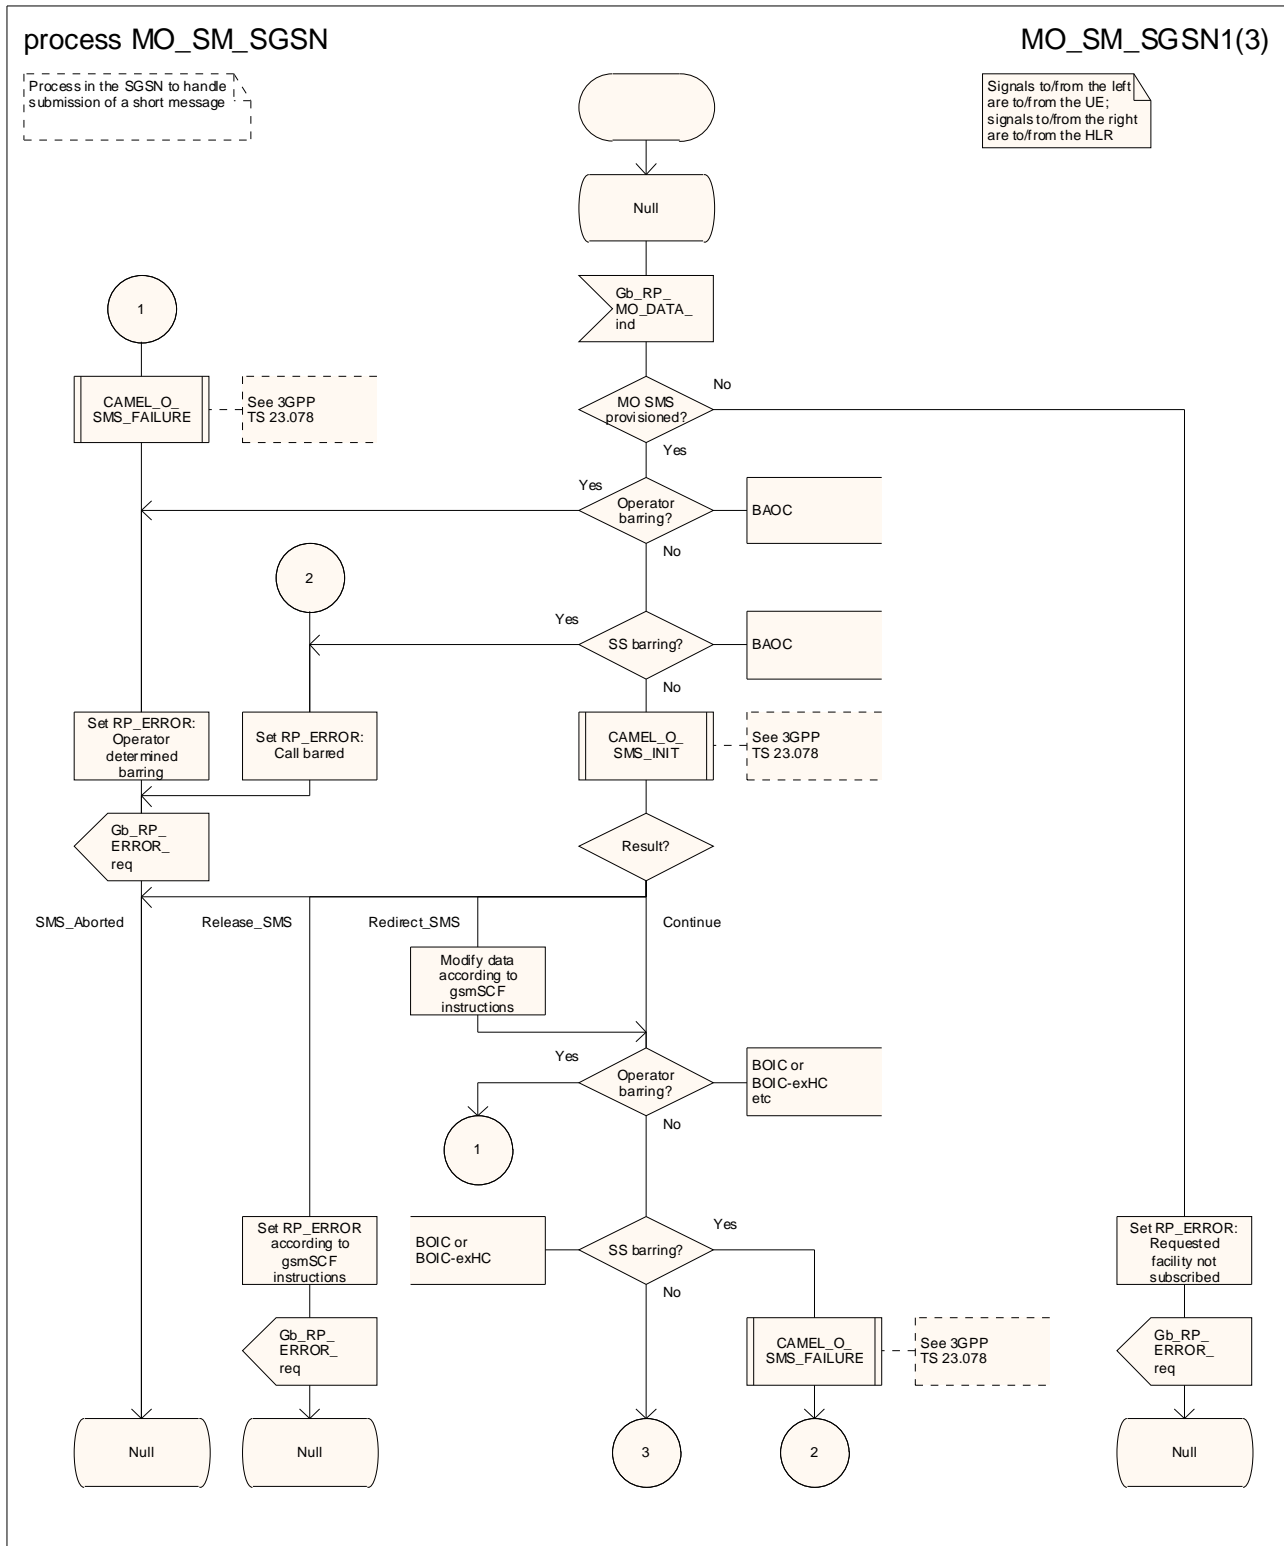 process MO_SM_SGSN
MO_SM_SGSN1(3)
Process in the SGSN to handle
submission of a short message
Signals to/from the left
are to/from the UE;
signals to/from the right
are to/from the HLR
Null
Gb_RP_
MO_DATA_
ind
1
CAMEL_O_
SMS_FAILURE
See 3GPP
TS 23.078
MO SMS
provisioned?
No
Yes
Yes
Operator
barring?
BAOC
No
2
Yes
SS barring?
BAOC
No
Set RP_ERROR:
Operator
determined
barring
Set RP_ERROR:
Call barred
CAMEL_O_
SMS_INIT
See 3GPP
TS 23.078
Gb_RP_
ERROR_
req
Result?
SMS_Aborted
Release_SMS
Redirect_SMS
Continue
Modify data
according to
gsmSCF
instructions
Yes
Operator
barring?
BOIC or
BOIC-exHC
etc
No
1
Set RP_ERROR
according to
gsmSCF
instructions
BOIC or
BOIC-exHC
SS barring?
Yes
No
Set RP_ERROR:
Requested
facility not
subscribed
Gb_RP_
ERROR_
req
CAMEL_O_
SMS_FAILURE
See 3GPP
TS 23.078
Gb_RP_
ERROR_
req
Null
Null
3
2
Null